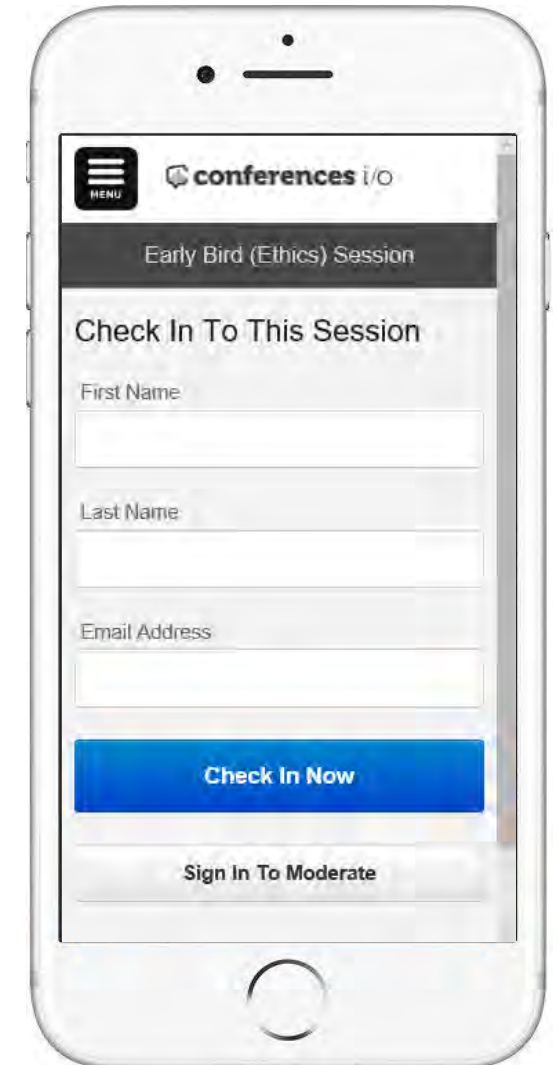 MENU
conferences i/o
Early Bird (Ethics) Session
Check In To This Session
First Name
Last Name
Email Address
Check In Now
Sign In To Moderate